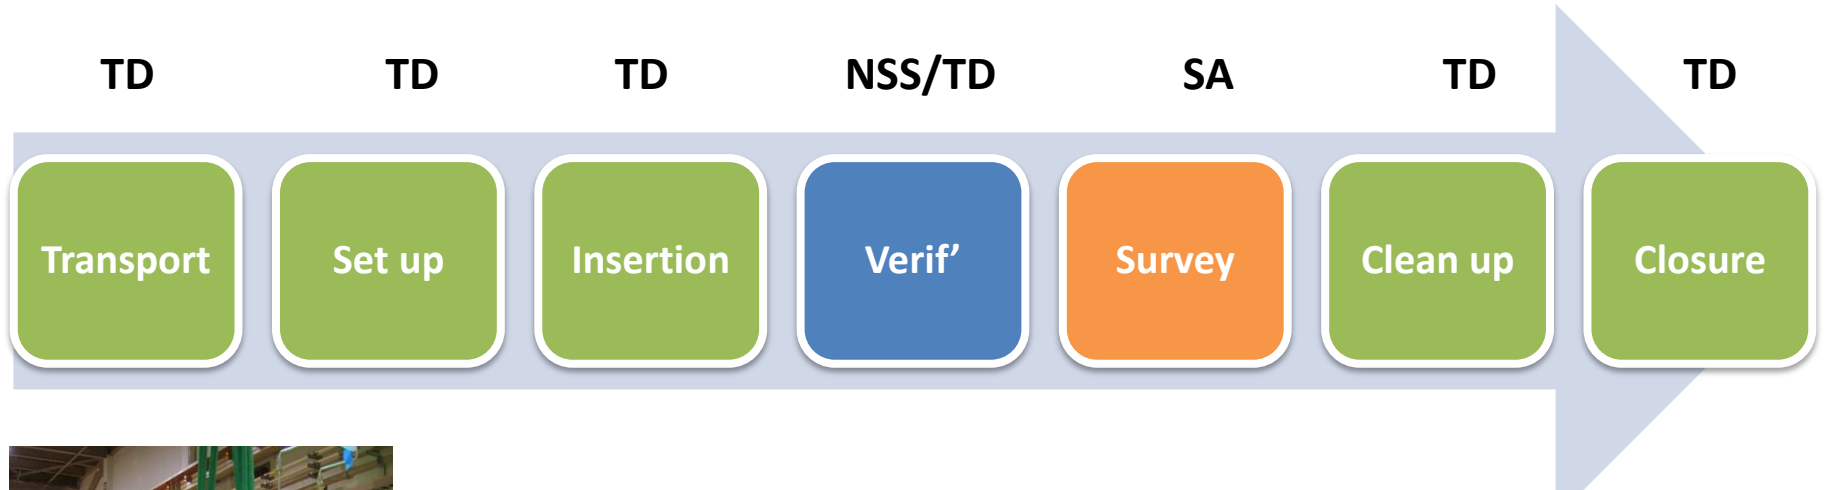 TD TD TD NSS/TD SA TD TD
Transport Set up Insertion Verif’ Survey Clean up Closure